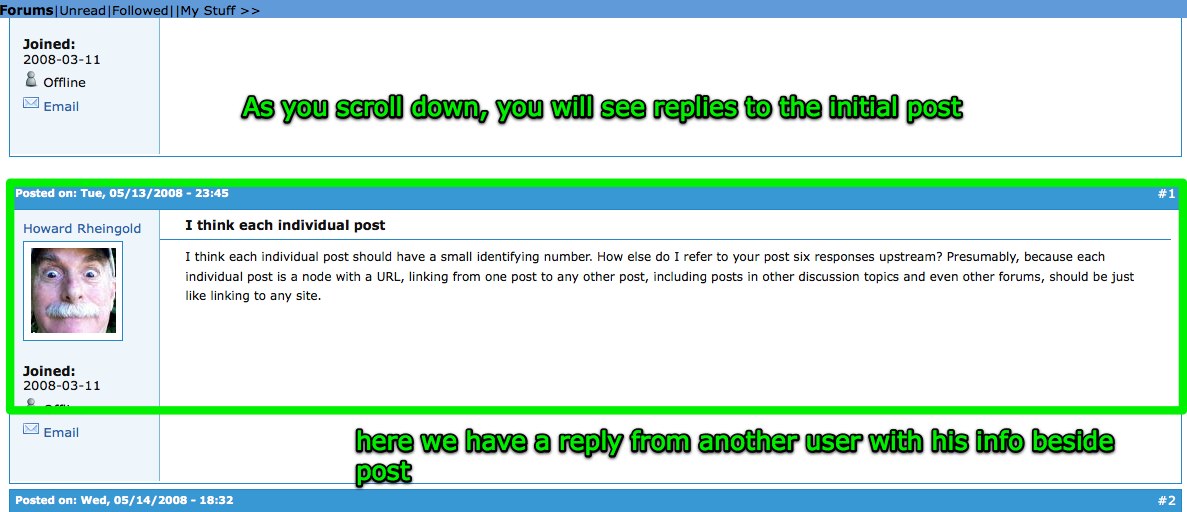 Forums|Unread|Followed||My Stuff >>
Joined:
2008-03-11
Offline
Email
As you scroll down, you will see replies to the initial post
Posted on: Tue, 05/13/2008 - 23:45 #1
Howard Rheingold
I think each individual post
I think each individual post should have a small identifying number. How else do I refer to your post six responses upstream? Presumably, because each
individual post is a node with a URL, linking from one post to any other post, including posts in other discussion topics and even other forums, should be just
like linking to any site.
Joined:
2008-03-11
Email
here we have a reply from another user with his info beside
post
Posted on: Wed, 05/14/2008 - 18:32 #2